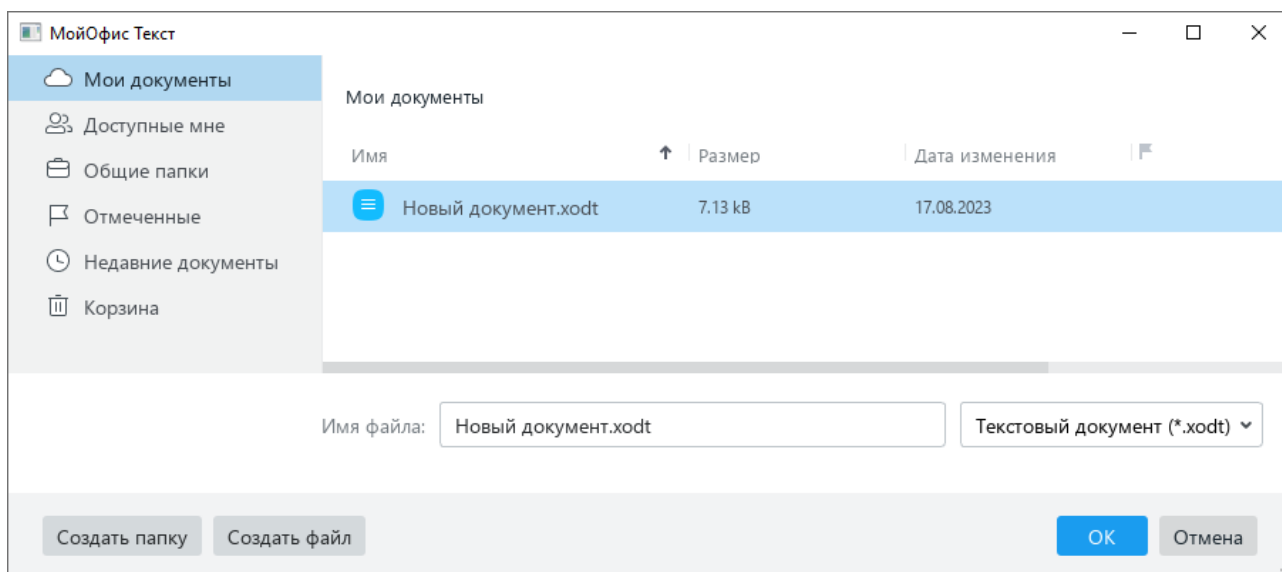 МойОфис Текст
Мои документы
Доступные мне
Общие папки
Отмеченные
Недавние документы
Корзина
Мои документы
Имя Размер Дата изменения
Новый документ.xodt 7.13 kB 17.08.2023
Имя файла: Новый документ.xodt Текстовый документ (*.xodt)
Создать папку Создать файл OK Отмена